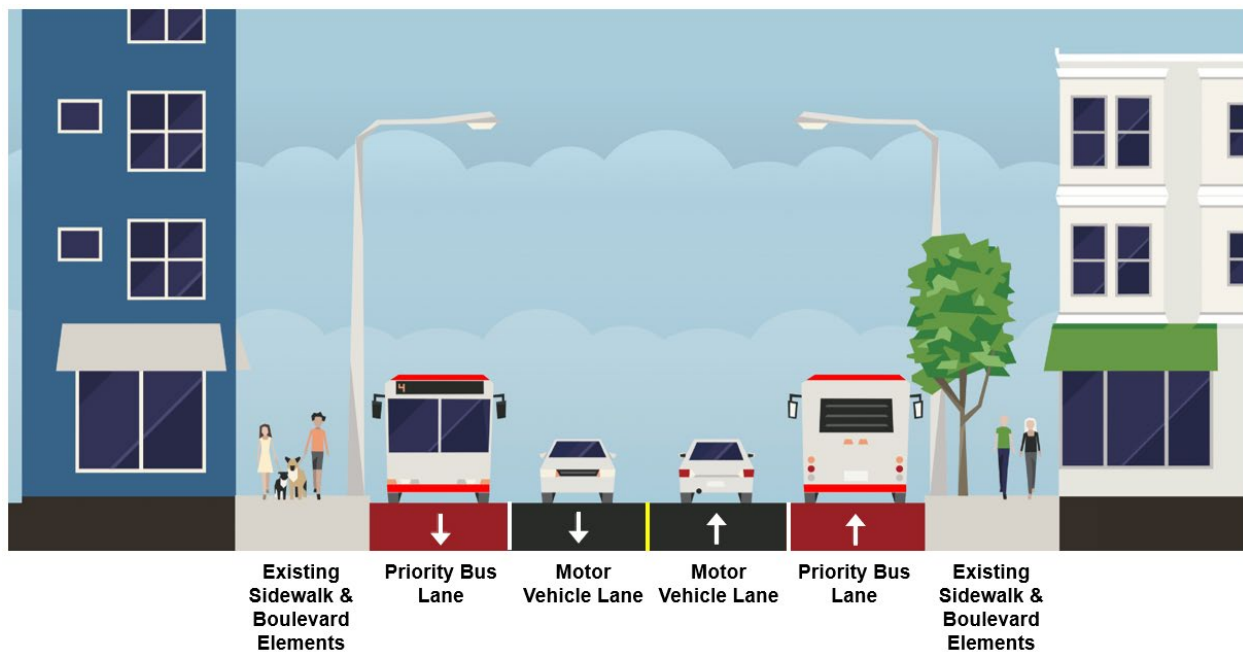 4
Existing
Sidewalk &
Boulevard
Elements
Priority Bus
Lane
Motor
Vehicle Lane
Motor
Vehicle Lane
Priority Bus
Lane
Existing
Sidewalk &
Boulevard
Elements